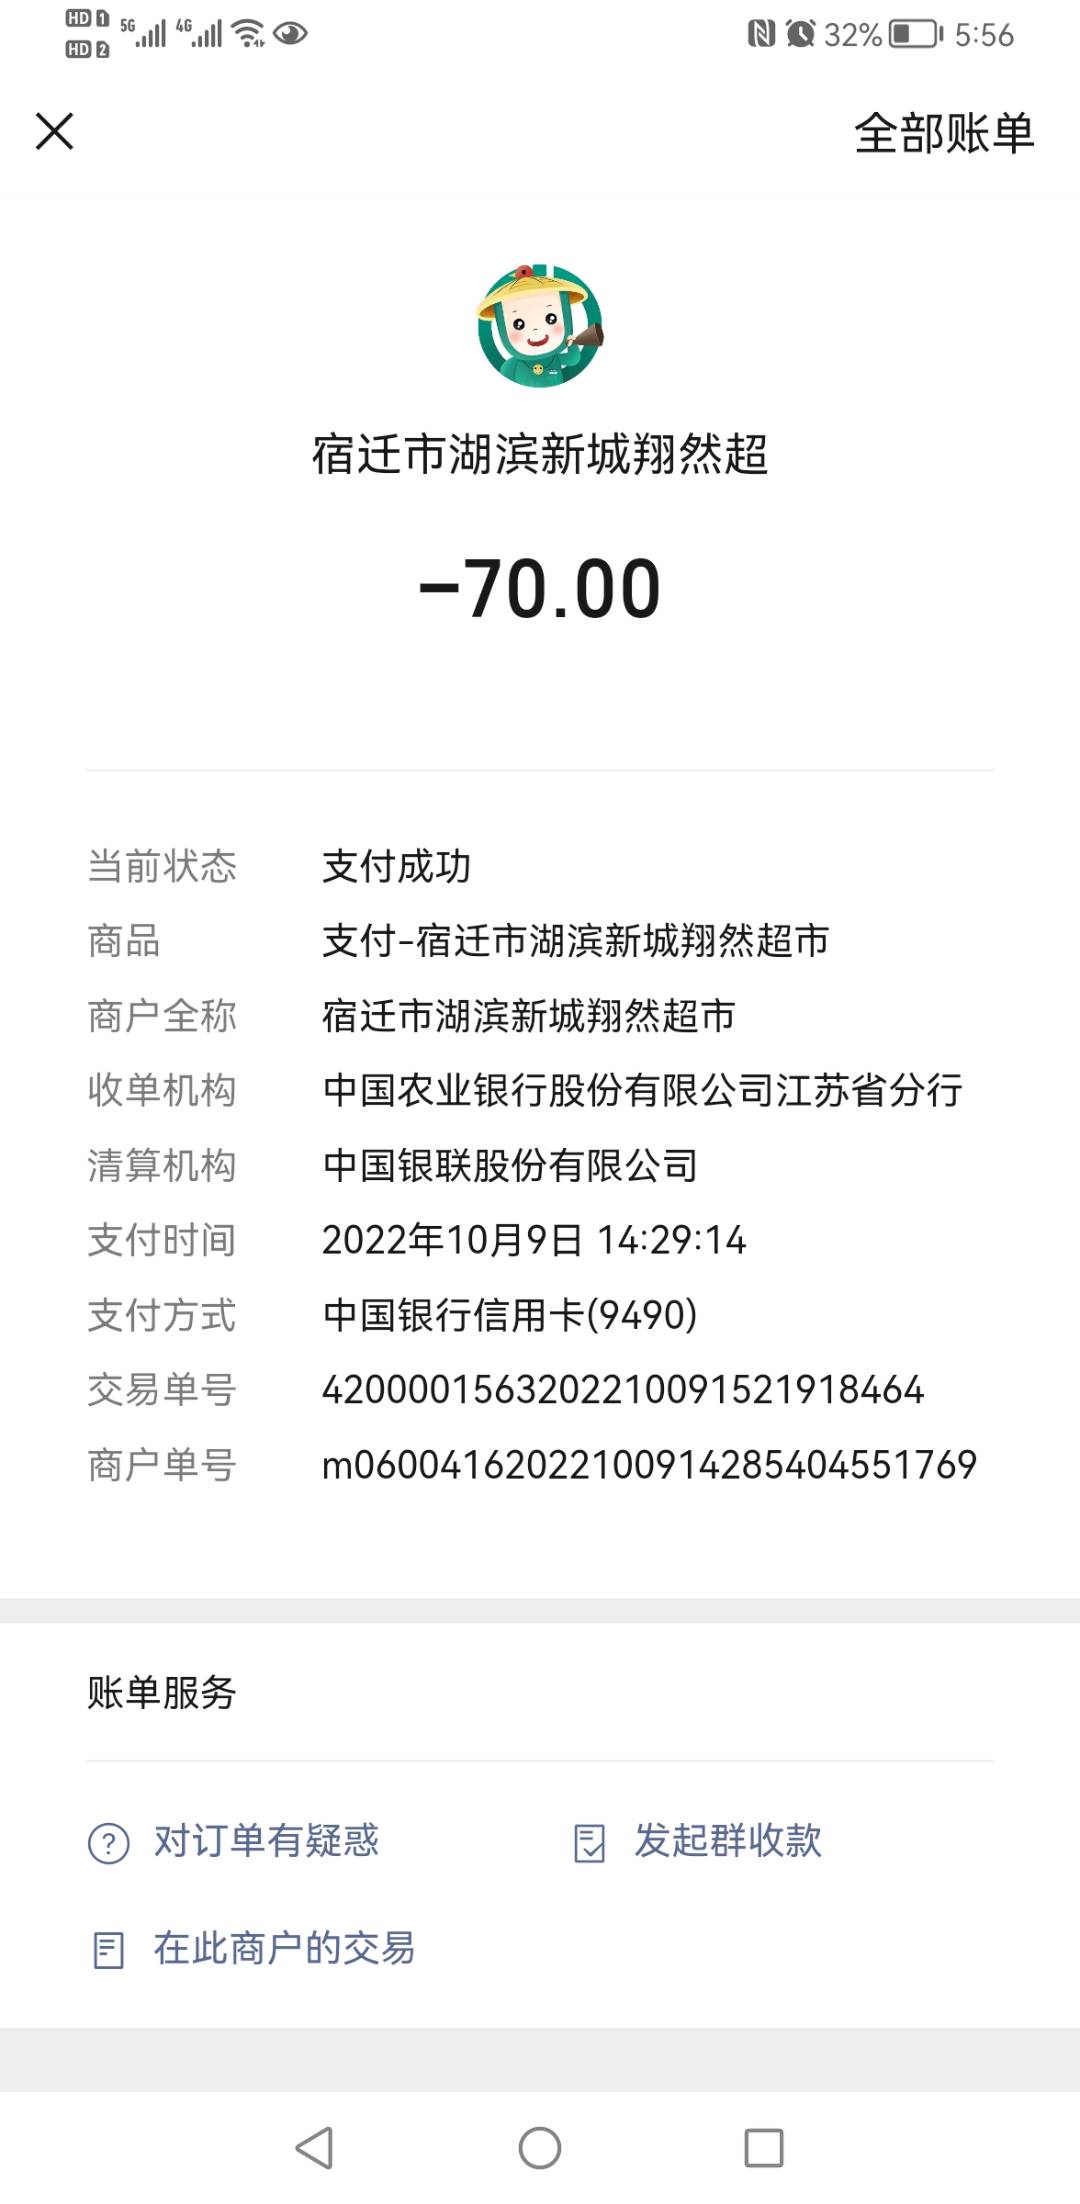 HD 1 5G 4G 32% 5:56
HD 2
全部账单
宿迁市湖滨新城翔然超
-70.00
当前状态 支付成功
商品 支付-宿迁市湖滨新城翔然超市
商户全称 宿迁市湖滨新城翔然超市
收单机构 中国农业银行股份有限公司江苏省分行
清算机构 中国银联股份有限公司
支付时间 2022年10月9日 14:29:14
支付方式 中国银行信用卡(9490)
交易单号 4200001563202210091521918464
商户单号 m06004162022100914285404551769
账单服务
对订单有疑惑 发起群收款
在此商户的交易